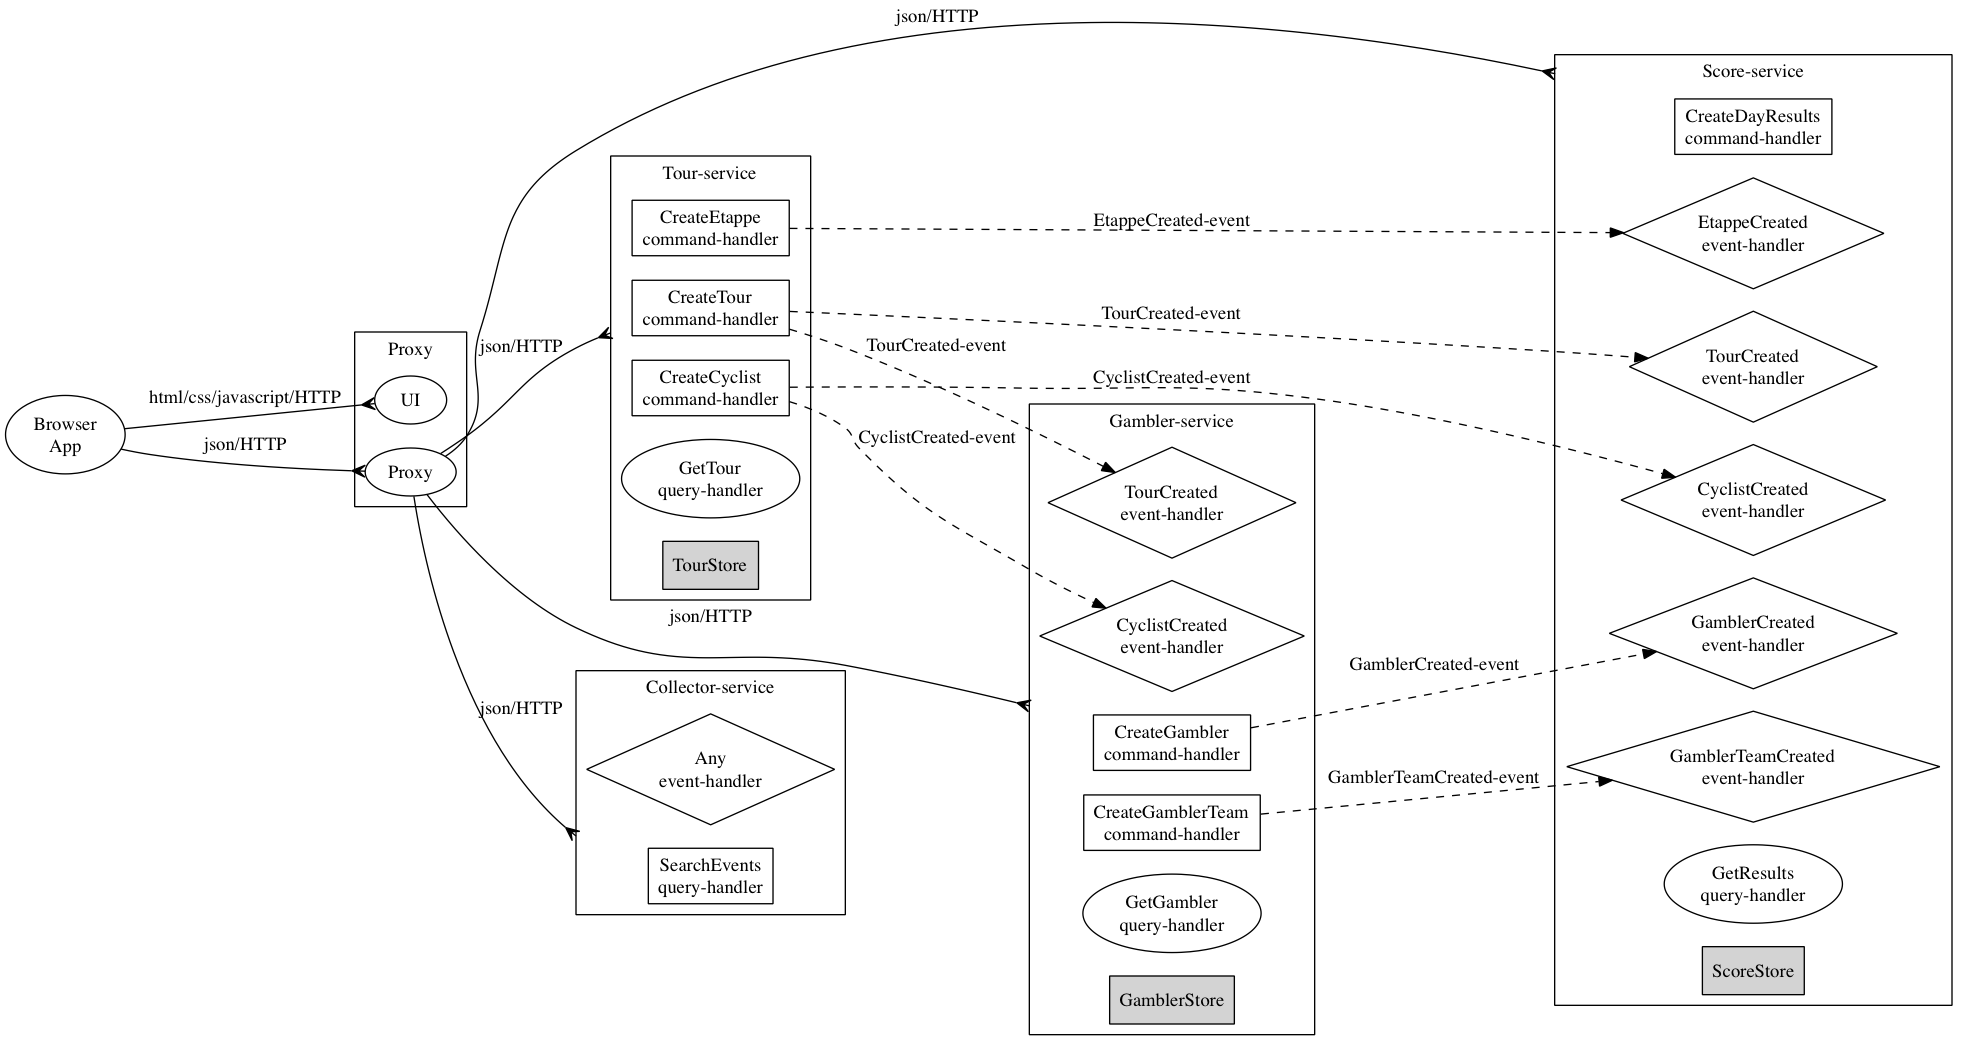 json/HTTP
Browser
App
html/css/javascript/HTTP
json/HTTP
Proxy
UI
Proxy
json/HTTP
json/HTTP
json/HTTP
Tour-service
CreateEtappe
command-handler
CreateTour
command-handler
CreateCyclist
command-handler
GetTour
query-handler
TourStore
Collector-service
Any
event-handler
SearchEvents
query-handler
EtappeCreated-event
TourCreated-event
TourCreated-event
CyclistCreated-event
CyclistCreated-event
Gambler-service
TourCreated
event-handler
CyclistCreated
event-handler
CreateGambler
command-handler
CreateGamblerTeam
command-handler
GetGambler
query-handler
GamblerStore
GamblerCreated-event
GamblerTeamCreated-event
Score-service
CreateDayResults
command-handler
EtappeCreated
event-handler
TourCreated
event-handler
CyclistCreated
event-handler
GamblerCreated
event-handler
GamblerTeamCreated
event-handler
GetResults
query-handler
ScoreStore